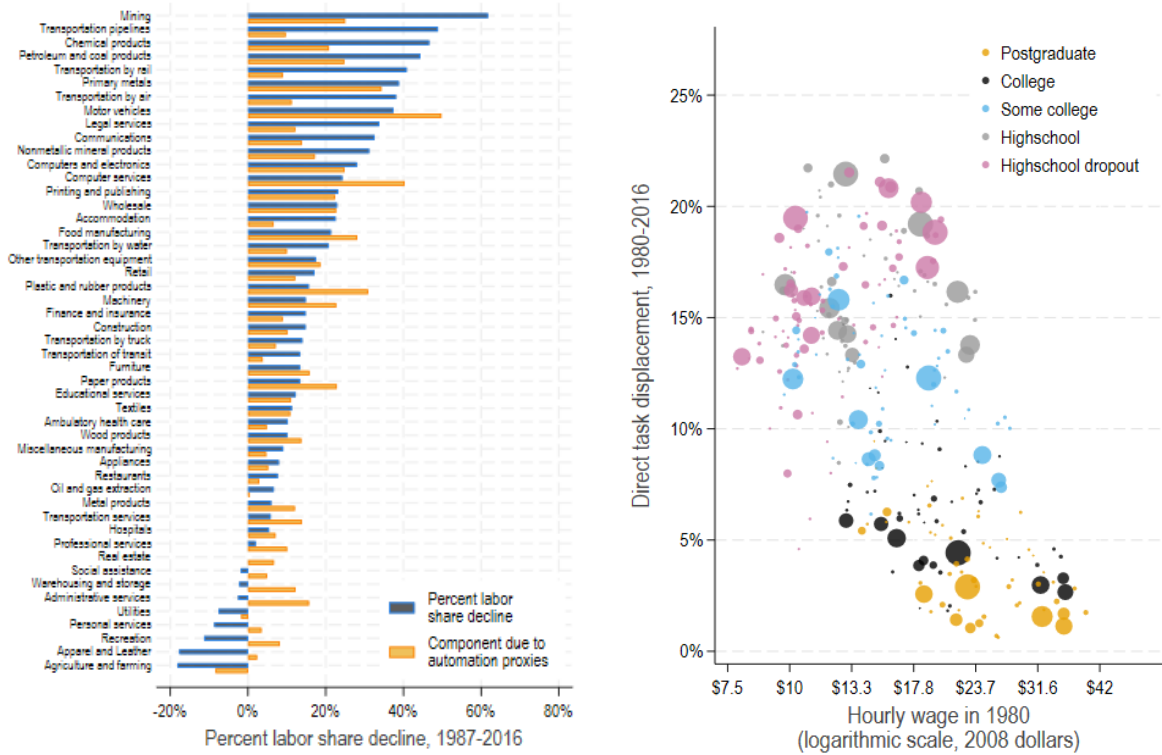 Mining
Transportation pipelines
Chemical products
Petroleum and coal products
Transportation by rail
Primary metals
Transportation by air
Motor vehicles
Legal services
Communications
Nonmetallic mineral products
Computers and electronics
Computer services
Printing and publishing
Wholesale
Accommodation
Food manufacturing
Transportation by water
Other transportation equipment
Retail
Plastic and rubber products
Machinery
Finance and insurance
Construction
Transportation by truck
Transportation of transit
Furniture
Paper products
Educational services
Textiles
Ambulatory health care
Wood products
Miscellaneous manufacturing
Appliances
Restaurants
Oil and gas extraction
Metal products
Transportation services
Hospitals
Professional services
Real estate
Social assistance
Warehousing and storage
Administrative services
Utilities
Personal services
Recreation
Apparel and Leather
Agriculture and farming
Percent labor
share decline
Component due to
automation proxies
-20% 0% 20% 40% 60% 80%
Percent labor share decline, 1987-2016
Direct task displacement, 1980-2016
25%
20%
15%
10%
5%
0%
Postgraduate
College
Some college
Highschool
Highschool dropout
$7.5 $10 $13.3 $17.8 $23.7 $31.6 $42
Hourly wage in 1980
(logarithmic scale, 2008 dollars)